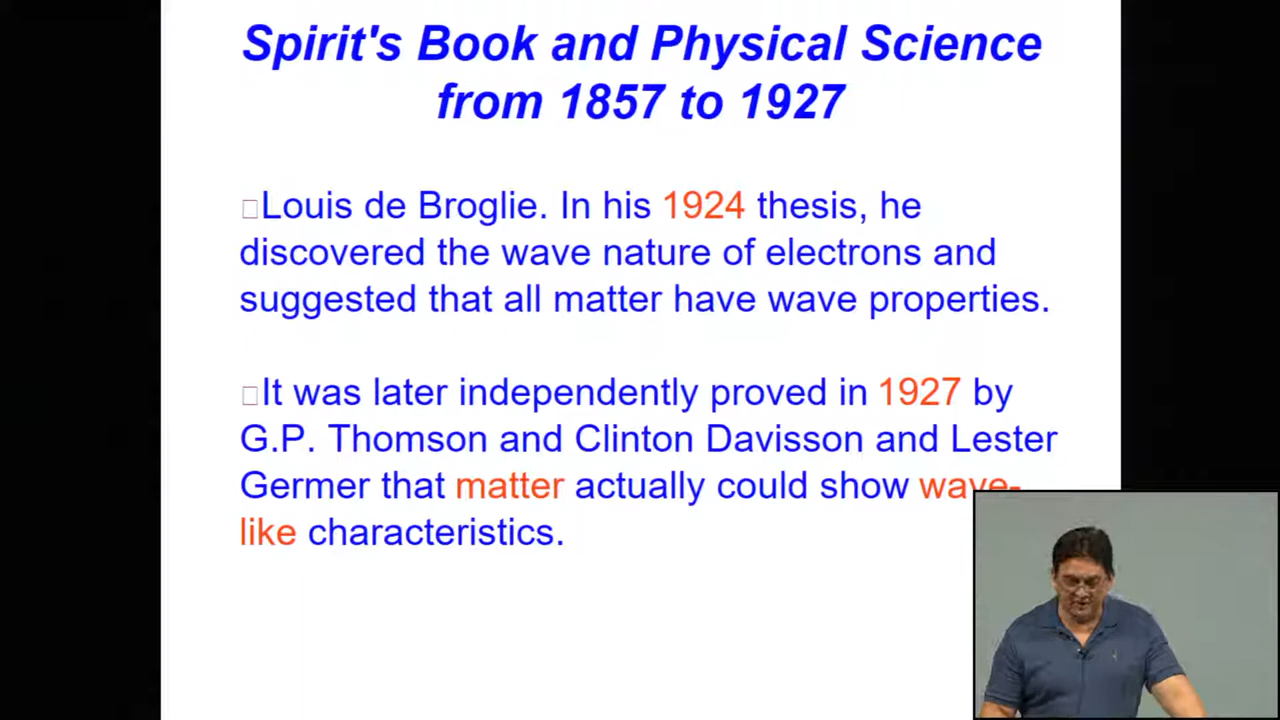 Spirit's Book and Physical Science
from 1857 to 1927
Louis de Broglie. In his 1924 thesis, he
discovered the wave nature of electrons and
suggested that all matter have wave properties.
It was later independently proved in 1927 by
G.P. Thomson and Clinton Davisson and Lester
Germer that matter actually could show wave-
like characteristics.